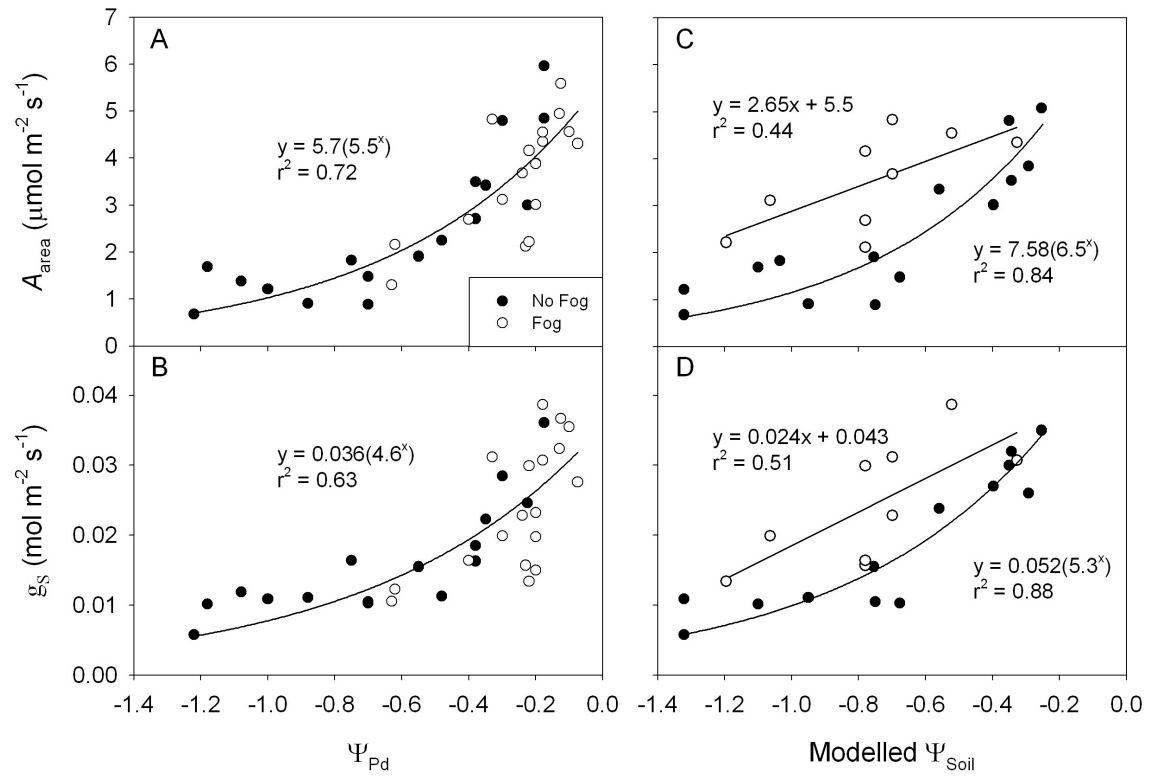 A
7
6
5
4
3
2
1
0
A_area (μmol m⁻² s⁻¹)
y = 5.7(5.5ˣ)
r² = 0.72
No Fog
Fog
C
y = 2.65x + 5.5
r² = 0.44
y = 7.58(6.5ˣ)
r² = 0.84
B
0.04
0.03
0.02
0.01
0.00
g_S (mol m⁻² s⁻¹)
y = 0.036(4.6ˣ)
r² = 0.63
D
y = 0.024x + 0.043
r² = 0.51
y = 0.052(5.3ˣ)
r² = 0.88
-1.4 -1.2 -1.0 -0.8 -0.6 -0.4 -0.2 0.0
-1.4 -1.2 -1.0 -0.8 -0.6 -0.4 -0.2 0.0
Ψ_Pd
Modelled Ψ_Soil